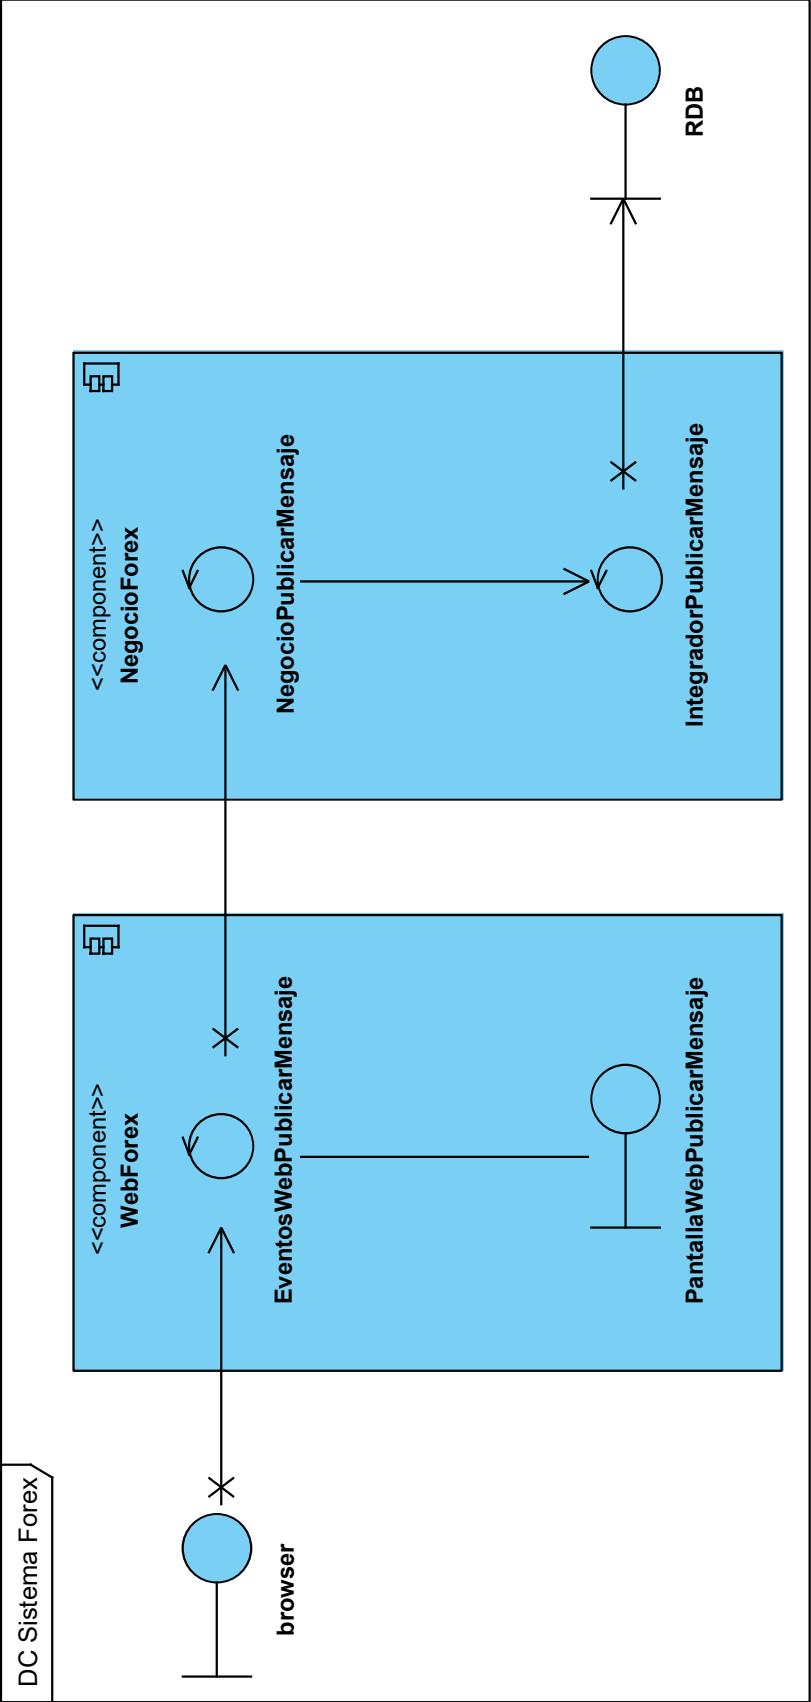 DC Sistema Forex
browser
<<component>>
WebForex
EventosWebPublicarMensaje
PantallaWebPublicarMensaje
<<component>>
NegocioForex
NegocioPublicarMensaje
IntegradorPublicarMensaje
RDB